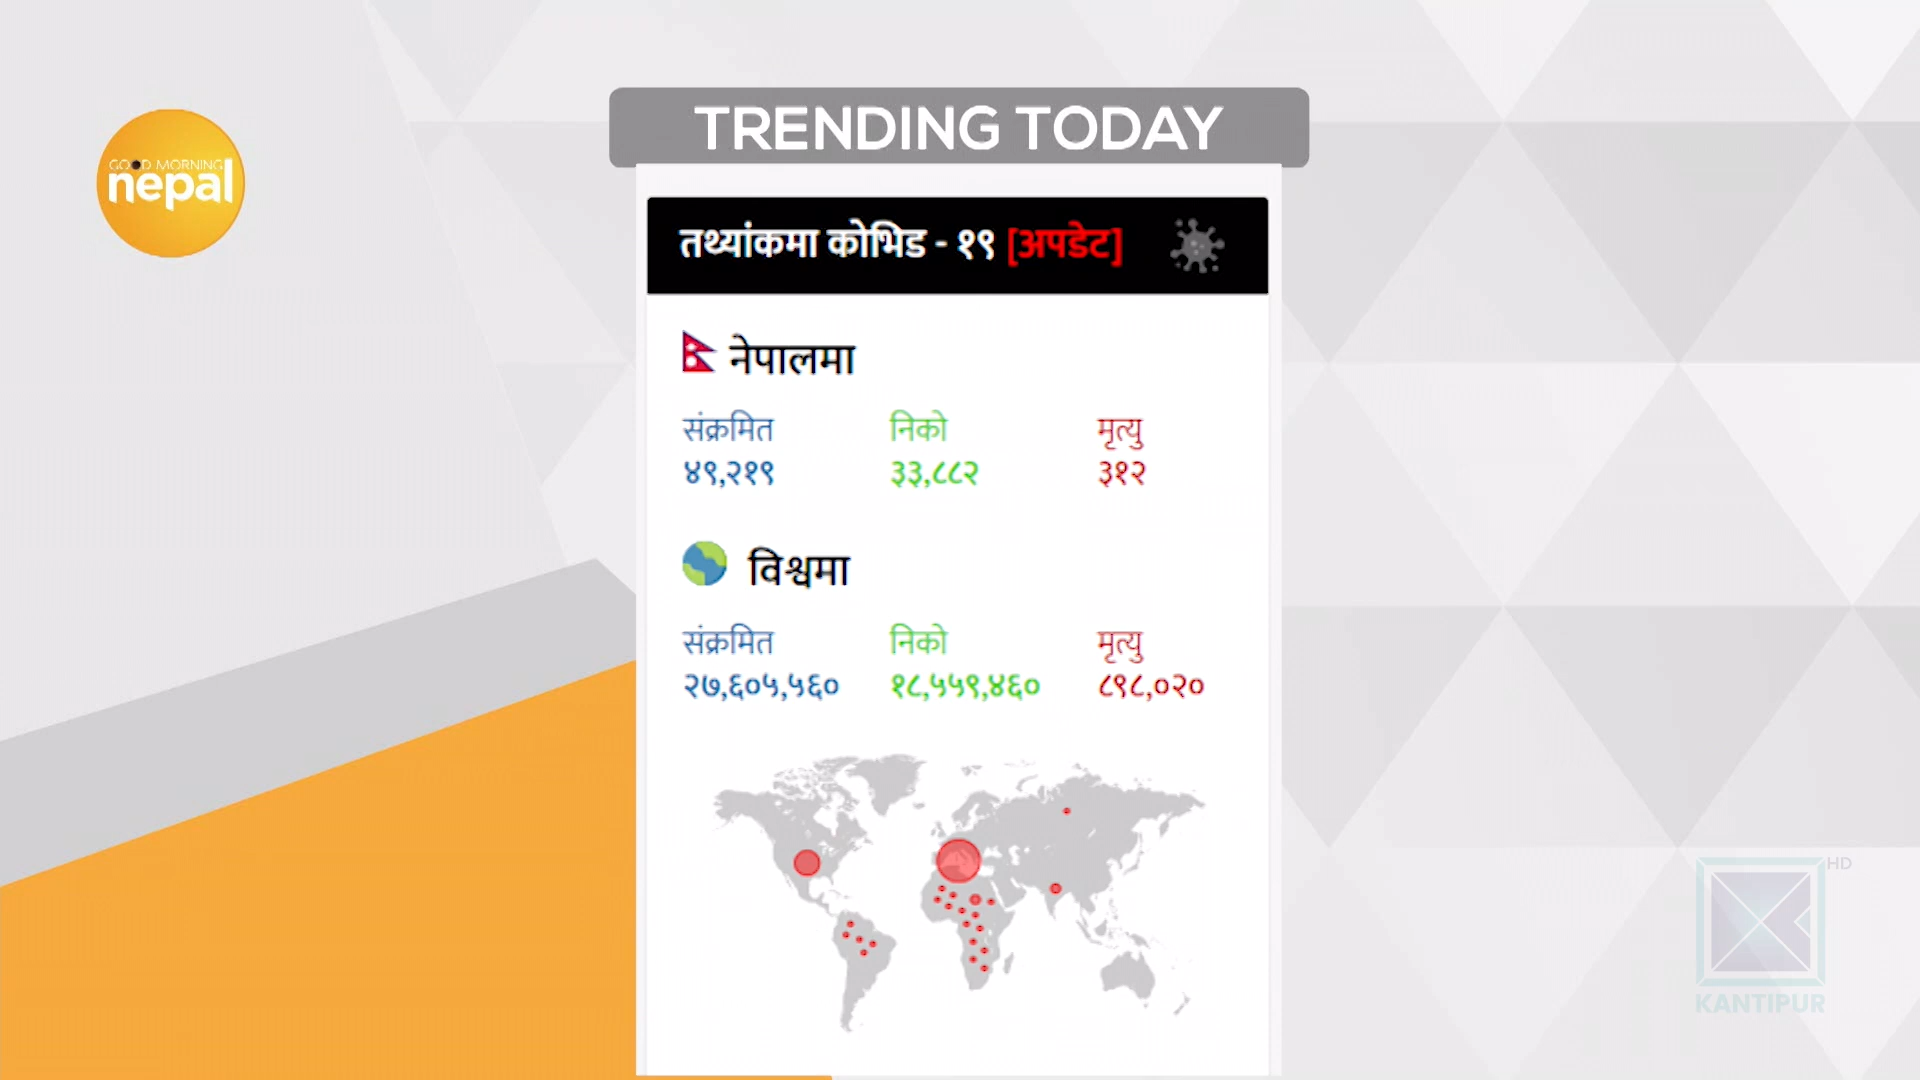 TRENDING TODAY
GOOD MORNING
nepal
तथ्यांकमा कोभिड - १९ [अपडेट]
नेपालमा
संक्रमित निको मृत्यु
४९,२१९ ३३,८८२ ३१२
विश्वमा
संक्रमित निको मृत्यु
२७,६०५,५६० १८,५५९,४६० ८९८,०२०
HD
KANTIPUR